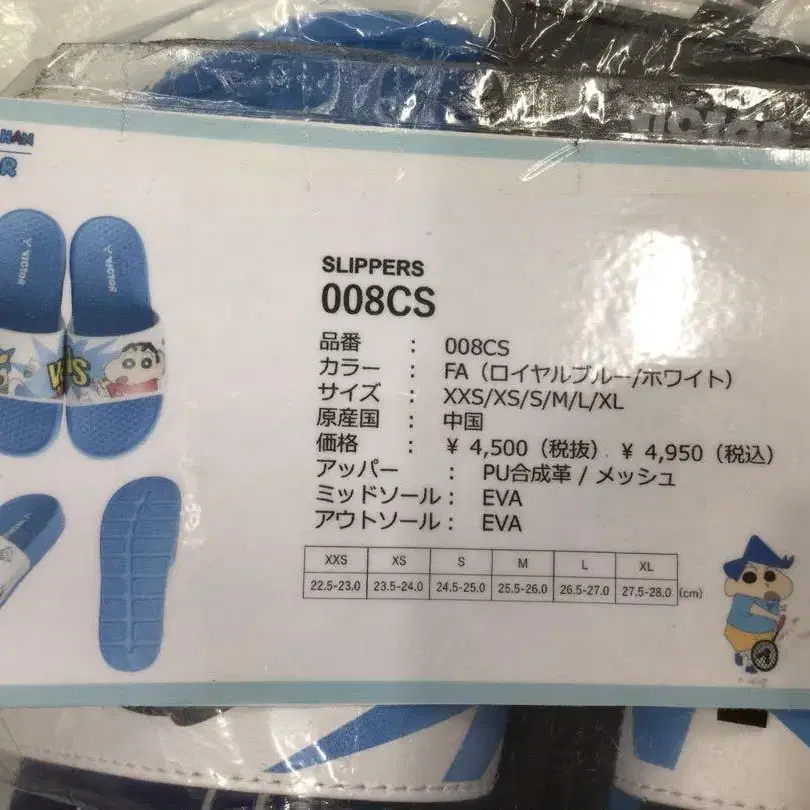 HAN
R
VICTOR
VICTOR
VS
SLIPPERS
008CS
品番 : 008CS
カラー : FA（ロイヤルブルー/ホワイト）
サイズ : XXS/XS/S/M/L/XL
原産国 : 中国
価格 : ¥ 4,500（税抜）. ¥ 4,950（税込）
アッパー : PU合成革 / メッシュ
ミッドソール : EVA
アウトソール : EVA
XXS XS S M L XL
22.5-23.0 23.5-24.0 24.5-25.0 25.5-26.0 26.5-27.0 27.5-28.0 (cm)